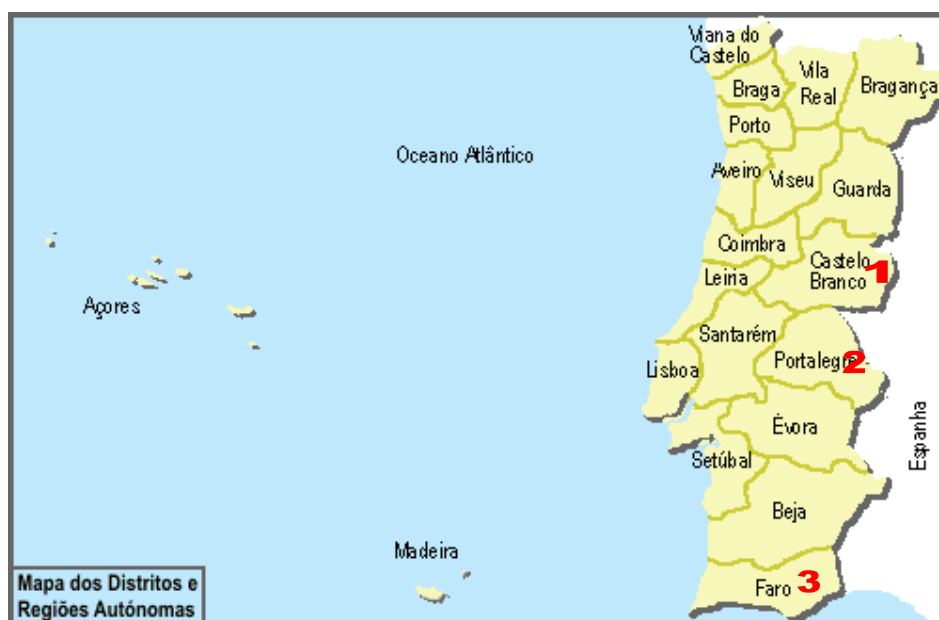 Viana do
Castelo
Vila
Real
Bragança
Braga
Porto
Oceano Atlântico
Aveiro
Viseu
Guarda
Coimbra
Castelo
Branco
1
Leiria
Açores
Santarém
Portalegre
2
Lisboa
Espanha
Évora
Setúbal
Beja
Madeira
Faro
3
Mapa dos Distritos e
Regiões Autónomas